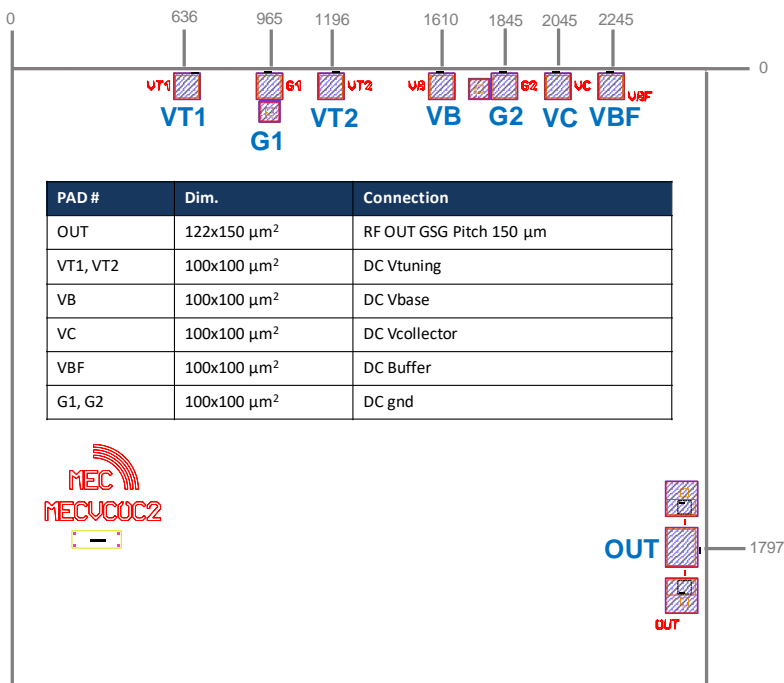 0 636 965 1196 1610 1845 2045 2245
0
VT1 G1 VT2 VB G2 VC VBF
VT1 G1 VT2 VB G2 VC VBF
PAD # Dim. Connection
OUT 122x150 µm² RF OUT GSG Pitch 150 µm
VT1, VT2 100x100 µm² DC Vtuning
VB 100x100 µm² DC Vbase
VC 100x100 µm² DC Vcollector
VBF 100x100 µm² DC Buffer
G1, G2 100x100 µm² DC gnd
MEC
MECVCOC2
OUT 1797
OUT